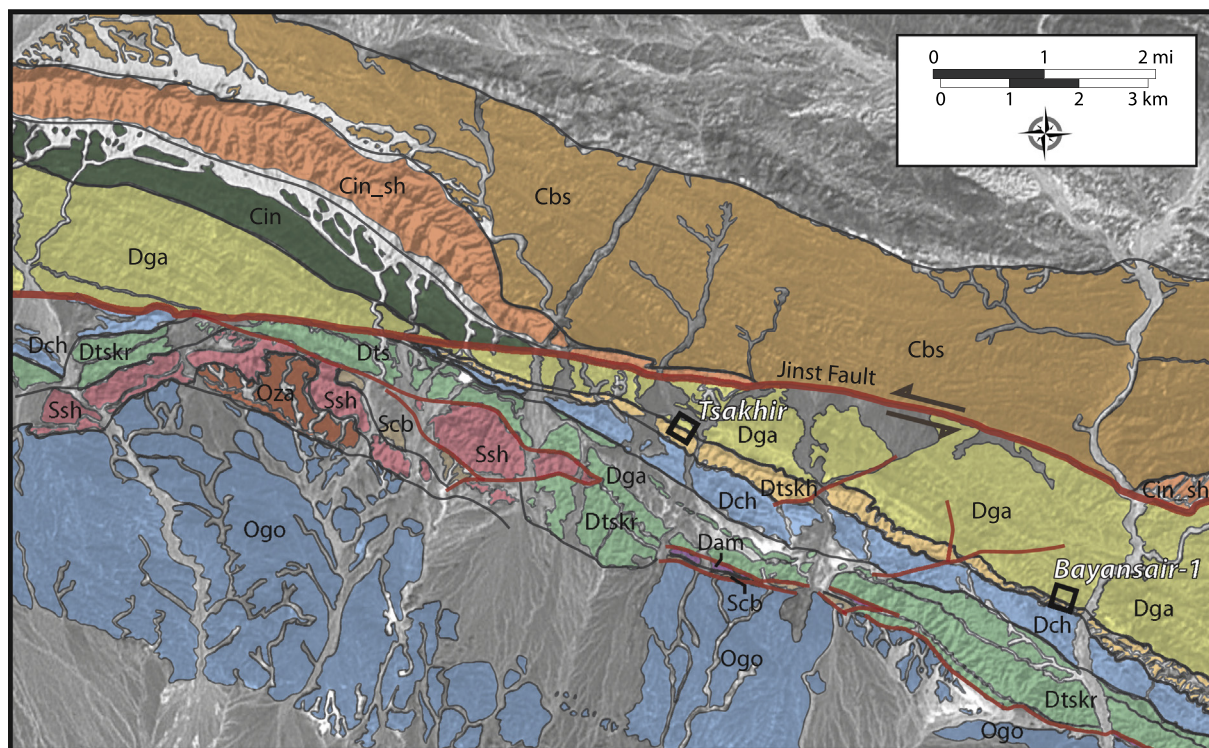 0 1 2 mi
0 1 2 3 km
Cin_sh
Cbs
Cin
Dga
Dch
Dtskr
Dts
Jinst Fault
Cbs
Ssh
Oza
Ssh
Scb
Tsakhir
Dga
Ssh
Dga
Dch
Dtskh
Cin_sh
Ogo
Dtskr
Dga
Dam
Bayansair-1
Scb
Dch
Dga
Ogo
Dtskr
Ogo